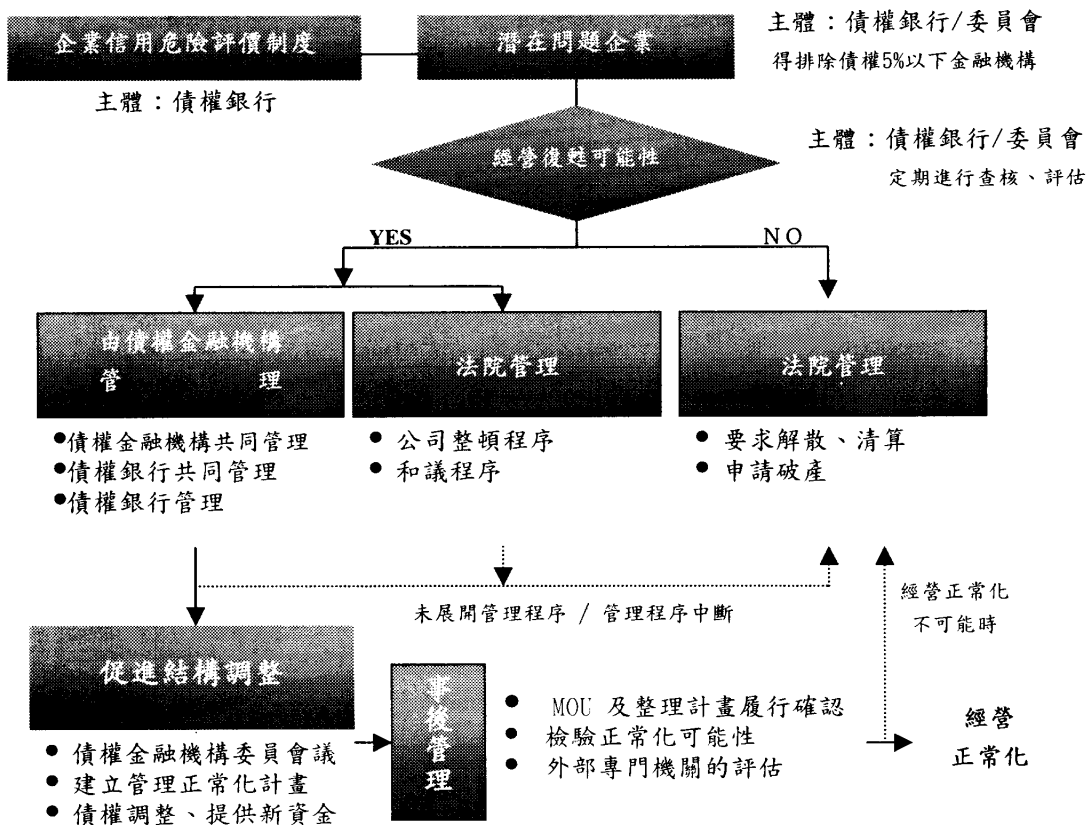 企業信用危險評價制度
潛在問題企業
主體：債權銀行/委員會
得排除債權5%以下金融機構
主體：債權銀行
經營復甦可能性
主體：債權銀行/委員會
定期進行查核、評估
YES
NO
由債權金融機構
管 理
法院管理
法院管理
●債權金融機構共同管理
●債權銀行共同管理
●債權銀行管理
● 公司整頓程序
● 和議程序
● 要求解散、清算
● 申請破產
未展開管理程序 / 管理程序中斷
經營正常化
不可能時
促進結構調整
● 債權金融機構委員會議
● 建立管理正常化計畫
● 債權調整、提供新資金
事後管理
● MOU 及整理計畫履行確認
● 檢驗正常化可能性
● 外部專門機關的評估
經營
正常化